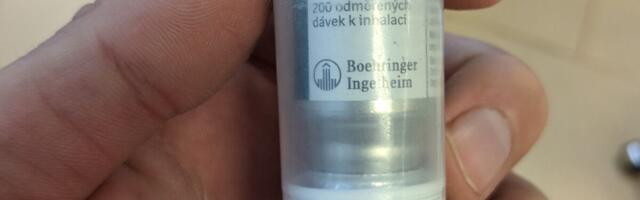 200 odměřených
dávek k inhalaci
Boehringer
Ingelheim